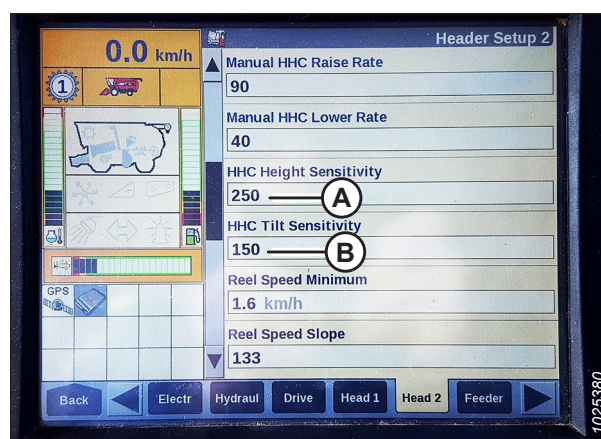 0.0 km/h
Header Setup 2
1
Manual HHC Raise Rate
90
Manual HHC Lower Rate
40
HHC Height Sensitivity
250
A
HHC Tilt Sensitivity
150
B
GPS
Reel Speed Minimum
1.6 km/h
Reel Speed Slope
133
Back
Electr
Hydraul
Drive
Head 1
Head 2
Feeder
1025380